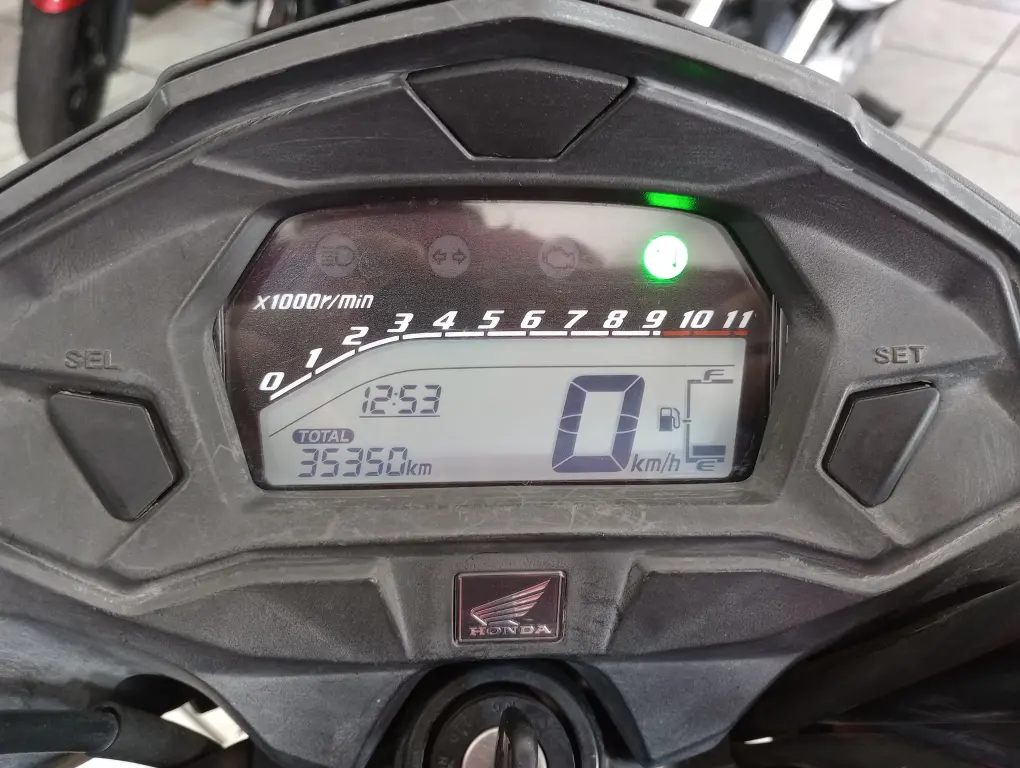 x1000r/min
0 1 2 3 4 5 6 7 8 9 10 11
SEL
SET
12:53
F
TOTAL
35350km
0 km/h
E
HONDA